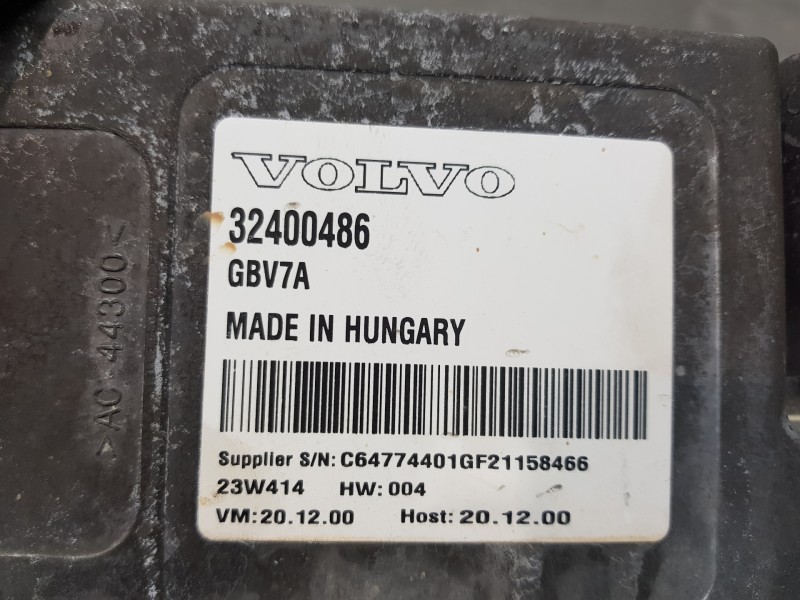 VOLVO
32400486
GBV7A
MADE IN HUNGARY
Supplier S/N: C64774401GF21158466
23W414 HW: 004
VM: 20.12.00 Host: 20.12.00
>AC 44300<